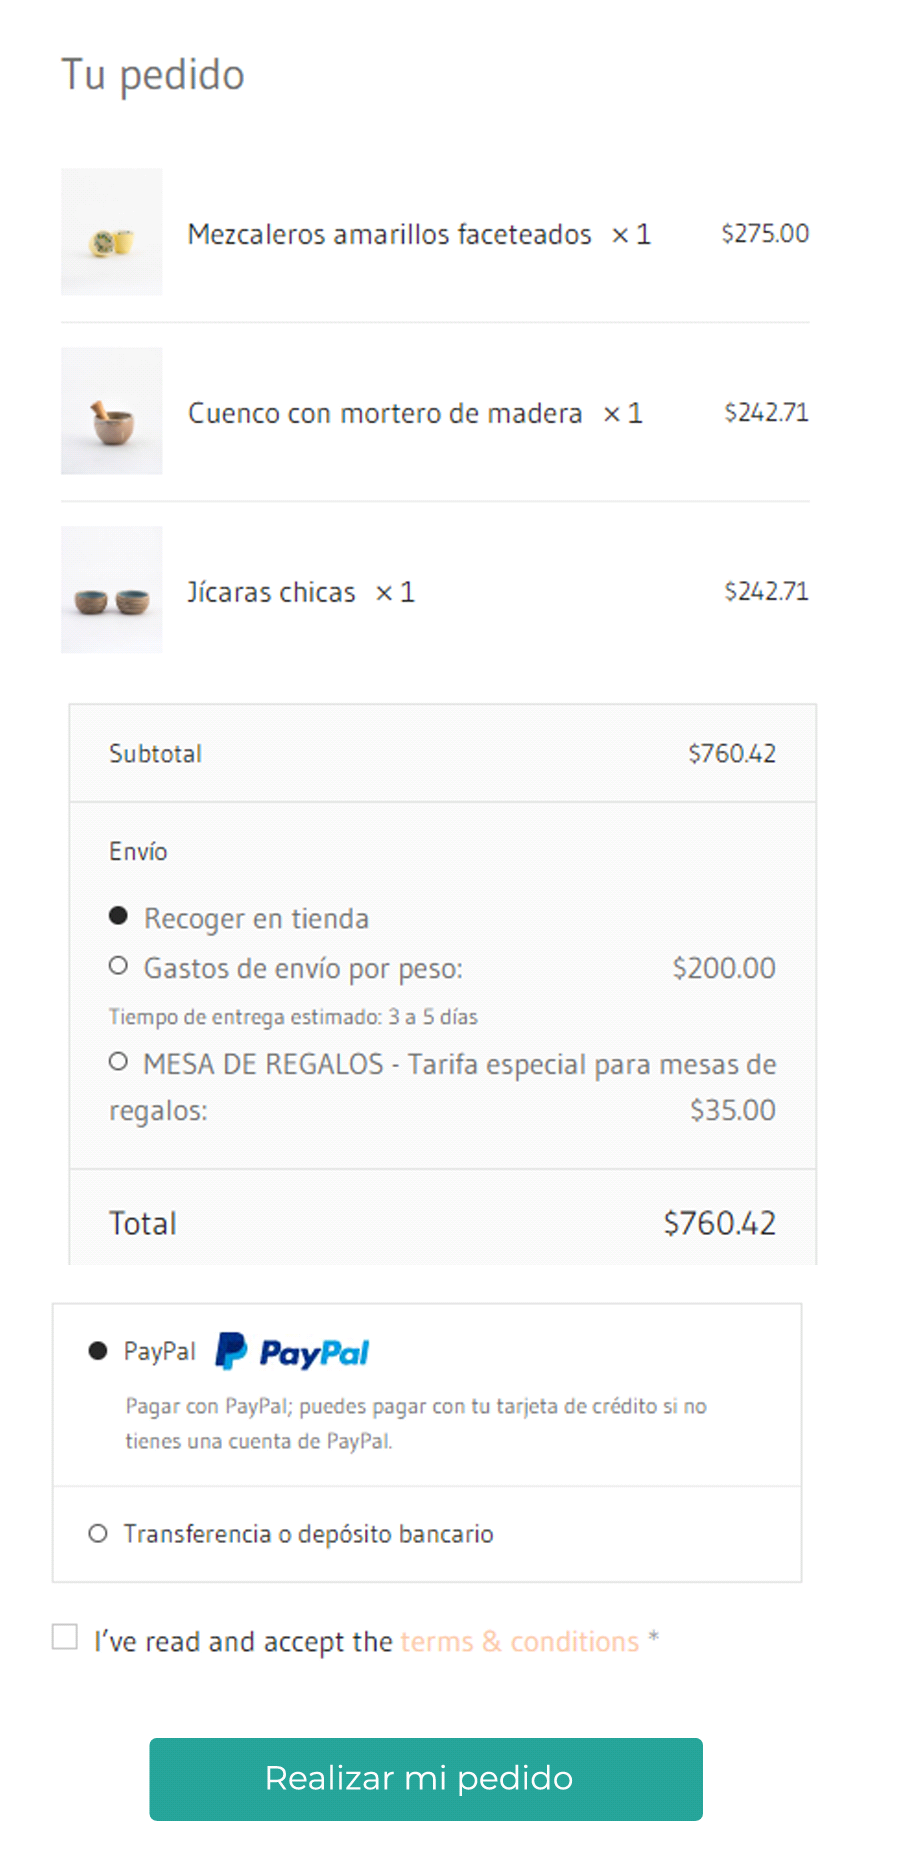 Tu pedido
Mezcaleros amarillos faceteados × 1 $275.00
Cuenco con mortero de madera × 1 $242.71
Jícaras chicas × 1 $242.71
Subtotal $760.42
Envío
Recoger en tienda
Gastos de envío por peso: $200.00
Tiempo de entrega estimado: 3 a 5 días
MESA DE REGALOS - Tarifa especial para mesas de
regalos: $35.00
Total $760.42
PayPal PayPal
Pagar con PayPal; puedes pagar con tu tarjeta de crédito si no
tienes una cuenta de PayPal.
Transferencia o depósito bancario
I’ve read and accept the terms & conditions *
Realizar mi pedido